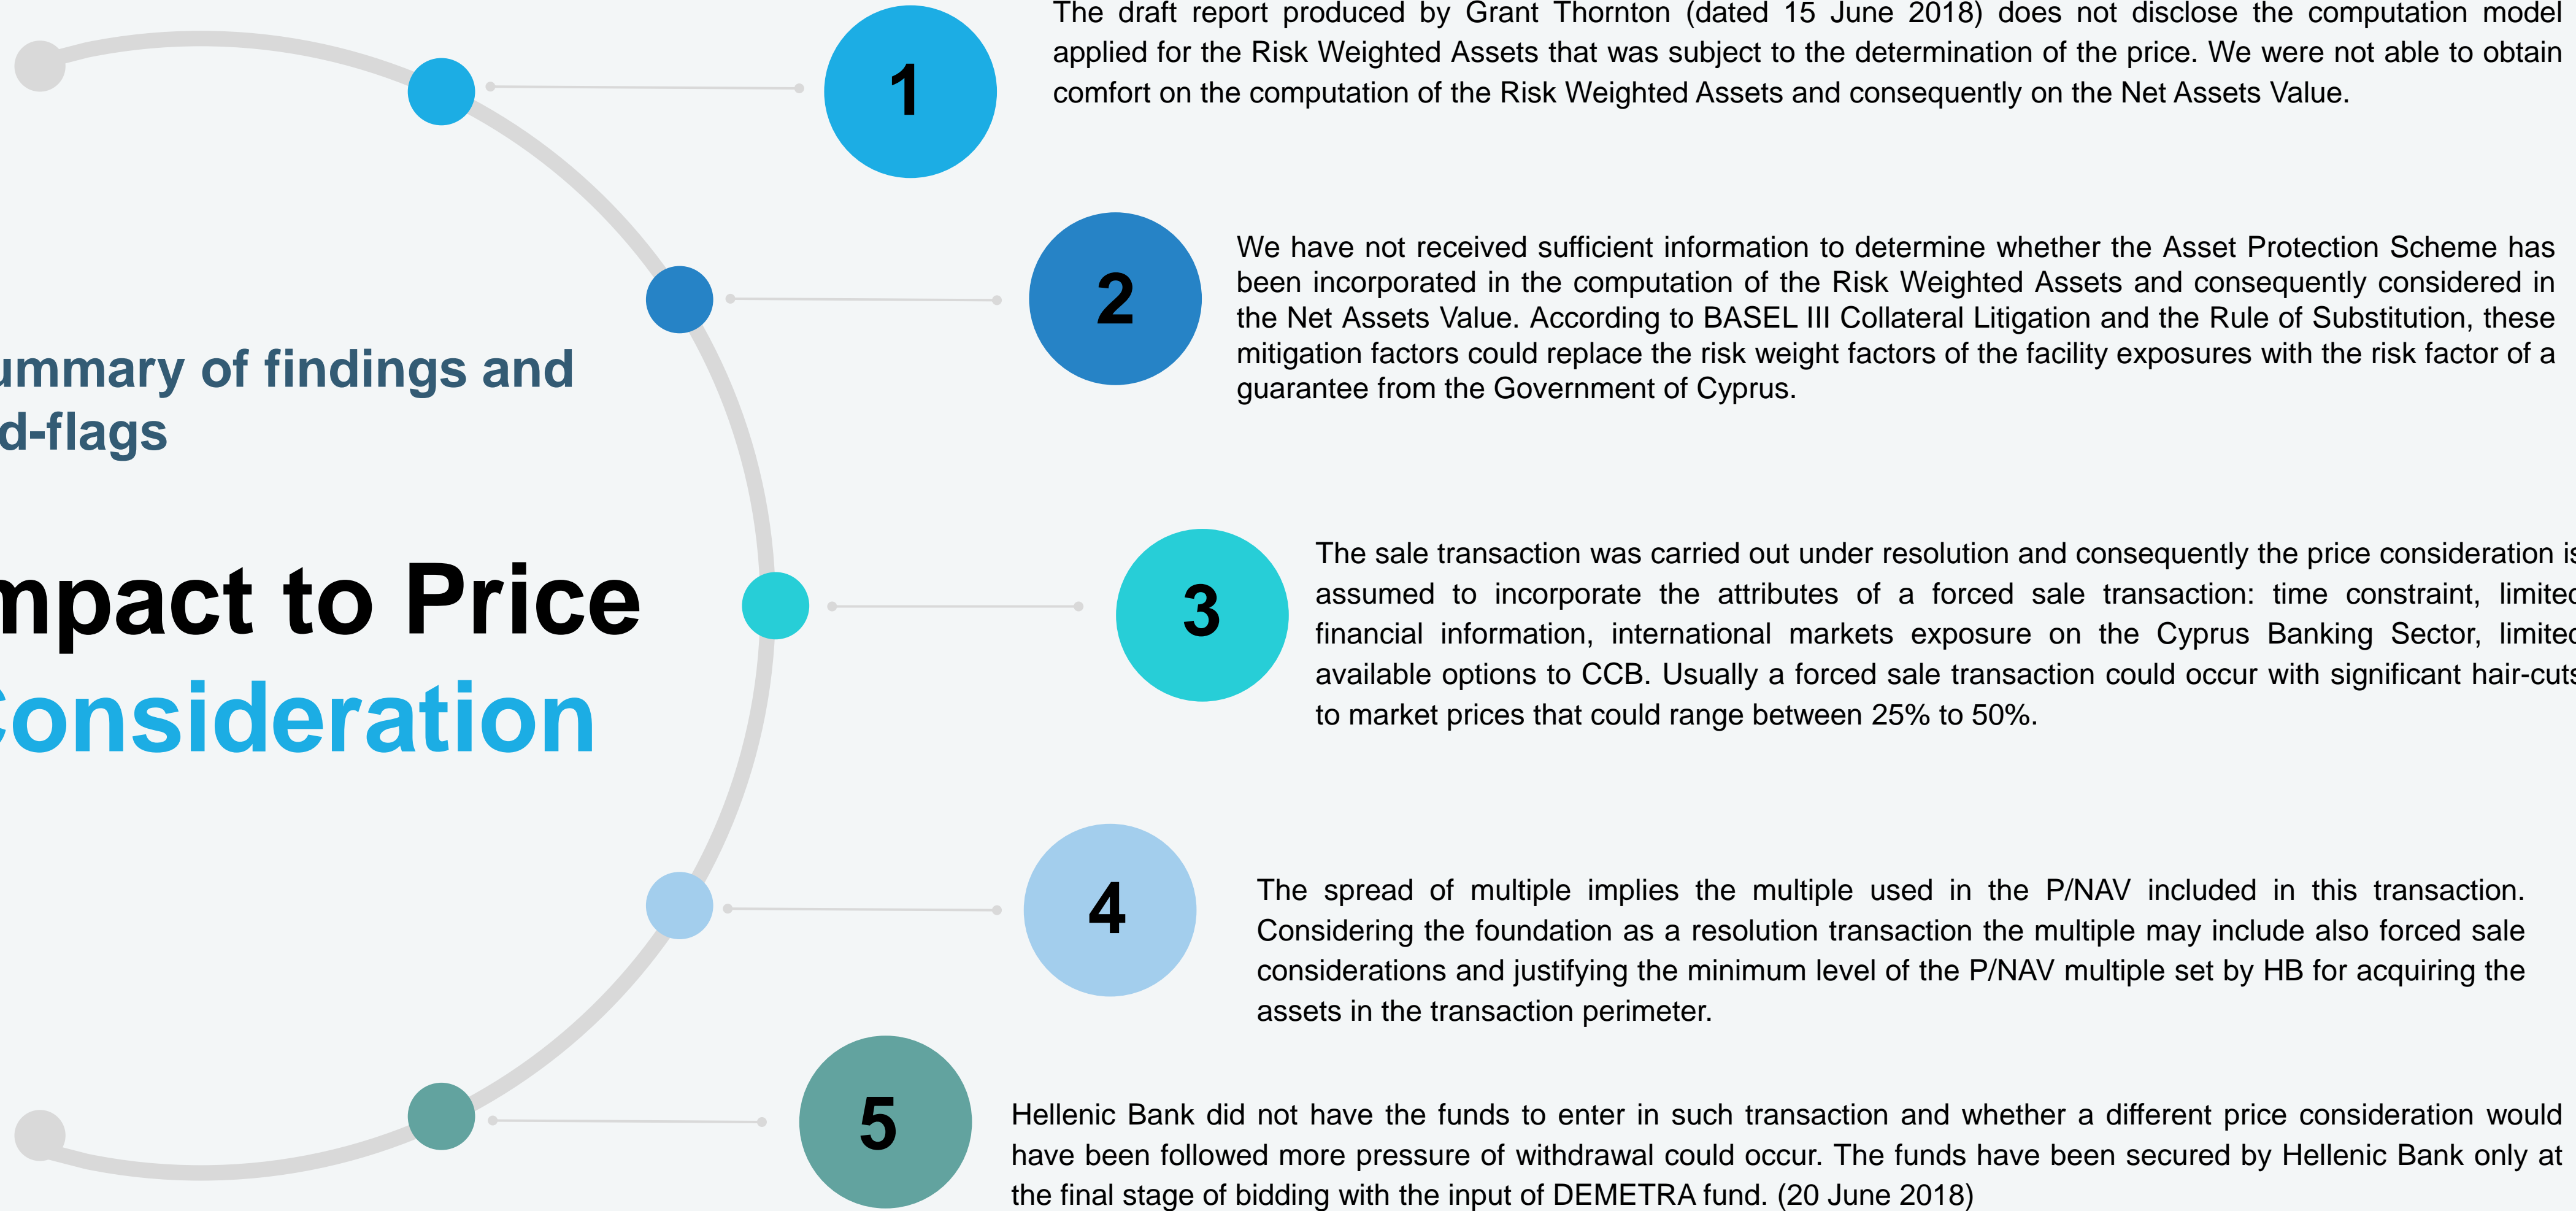 ummary of findings and
d-flags
mpact to Price
Consideration
1
The draft report produced by Grant Thornton (dated 15 June 2018) does not disclose the computation model
applied for the Risk Weighted Assets that was subject to the determination of the price. We were not able to obtain
comfort on the computation of the Risk Weighted Assets and consequently on the Net Assets Value.
2
We have not received sufficient information to determine whether the Asset Protection Scheme has
been incorporated in the computation of the Risk Weighted Assets and consequently considered in
the Net Assets Value. According to BASEL III Collateral Litigation and the Rule of Substitution, these
mitigation factors could replace the risk weight factors of the facility exposures with the risk factor of a
guarantee from the Government of Cyprus.
3
The sale transaction was carried out under resolution and consequently the price consideration is
assumed to incorporate the attributes of a forced sale transaction: time constraint, limited
financial information, international markets exposure on the Cyprus Banking Sector, limited
available options to CCB. Usually a forced sale transaction could occur with significant hair-cuts
to market prices that could range between 25% to 50%.
4
The spread of multiple implies the multiple used in the P/NAV included in this transaction.
Considering the foundation as a resolution transaction the multiple may include also forced sale
considerations and justifying the minimum level of the P/NAV multiple set by HB for acquiring the
assets in the transaction perimeter.
5
Hellenic Bank did not have the funds to enter in such transaction and whether a different price consideration would
have been followed more pressure of withdrawal could occur. The funds have been secured by Hellenic Bank only at
the final stage of bidding with the input of DEMETRA fund. (20 June 2018)